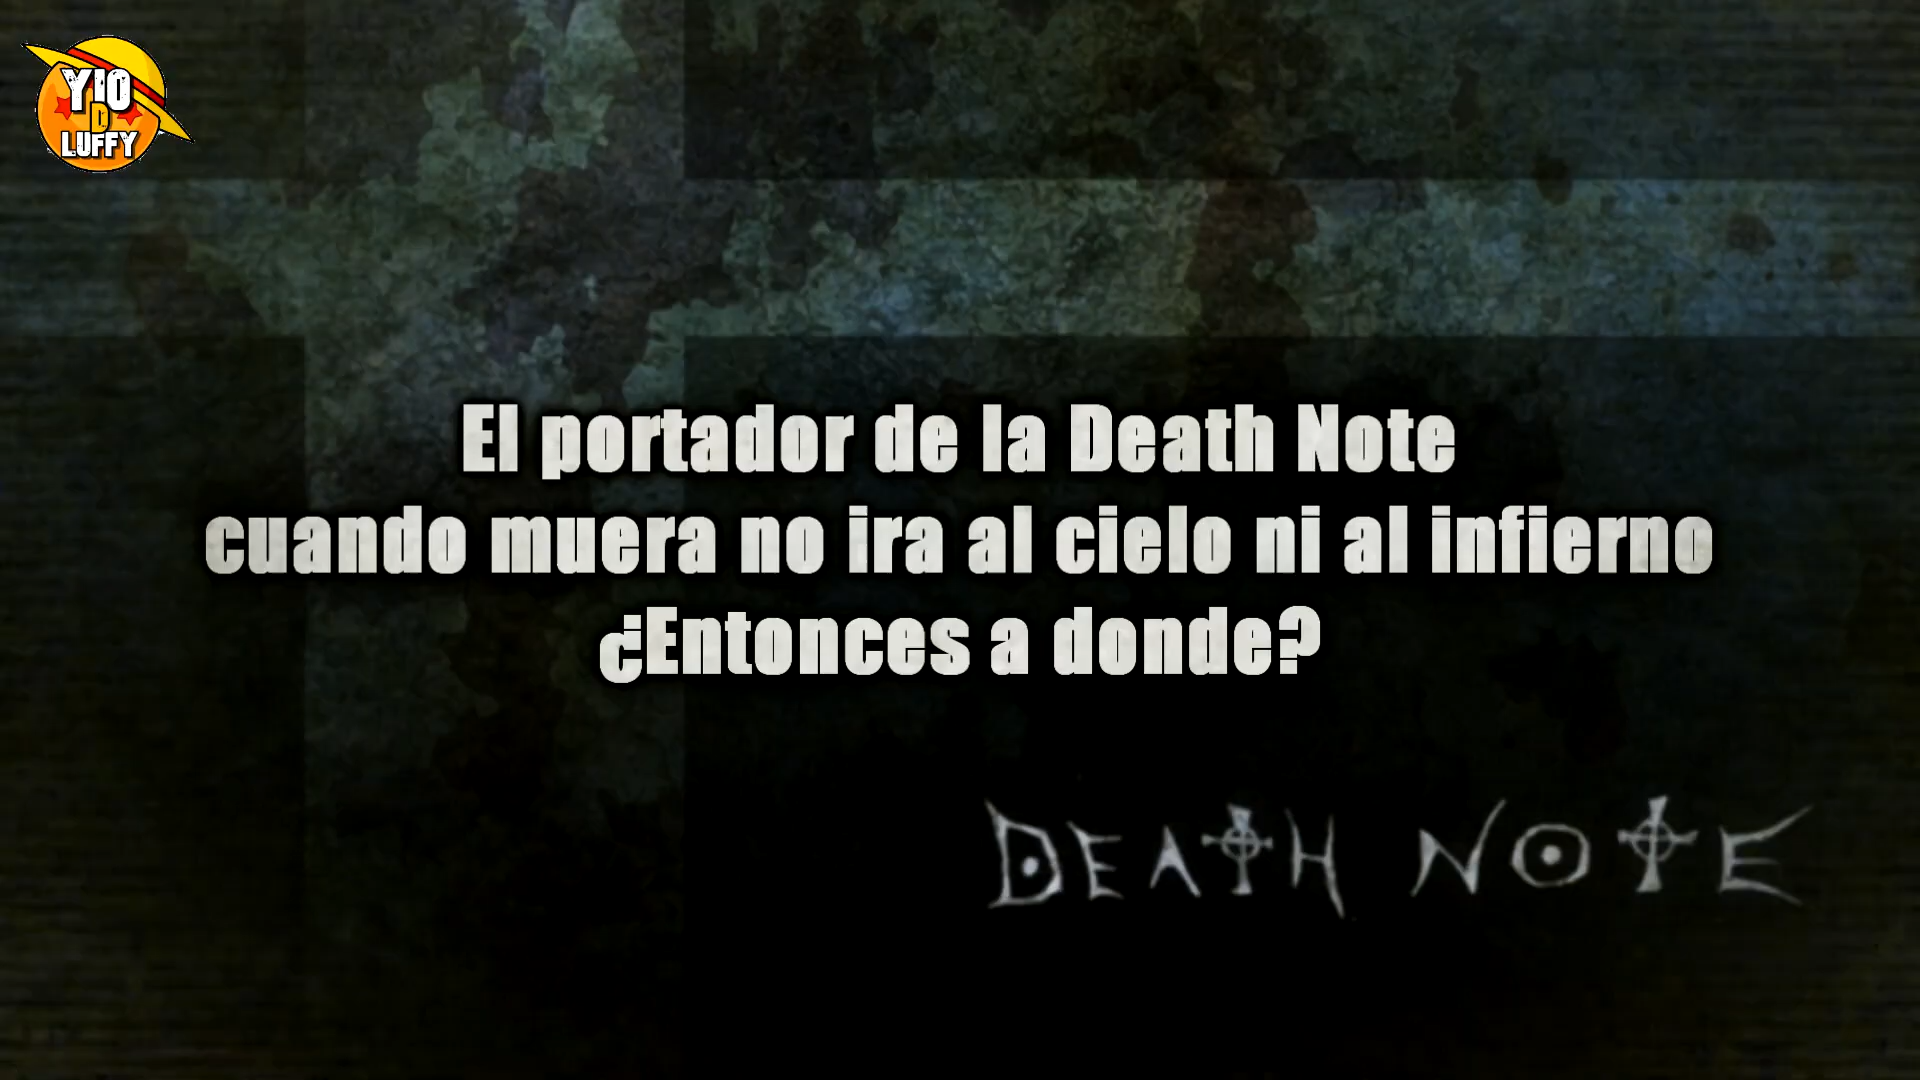 YIO
D
LUFFY
El portador de la Death Note
cuando muera no ira al cielo ni al infierno
¿Entonces a donde?
DEATH NOTE